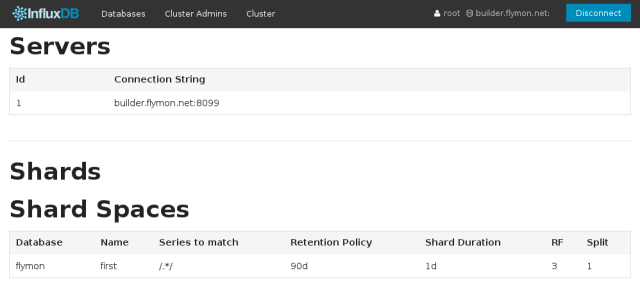 InfluxDB Databases Cluster Admins Cluster root builder.flymon.net: Disconnect
Servers
Id Connection String
1 builder.flymon.net:8099
Shards
Shard Spaces
Database Name Series to match Retention Policy Shard Duration RF Split
flymon first /.*/ 90d 1d 3 1